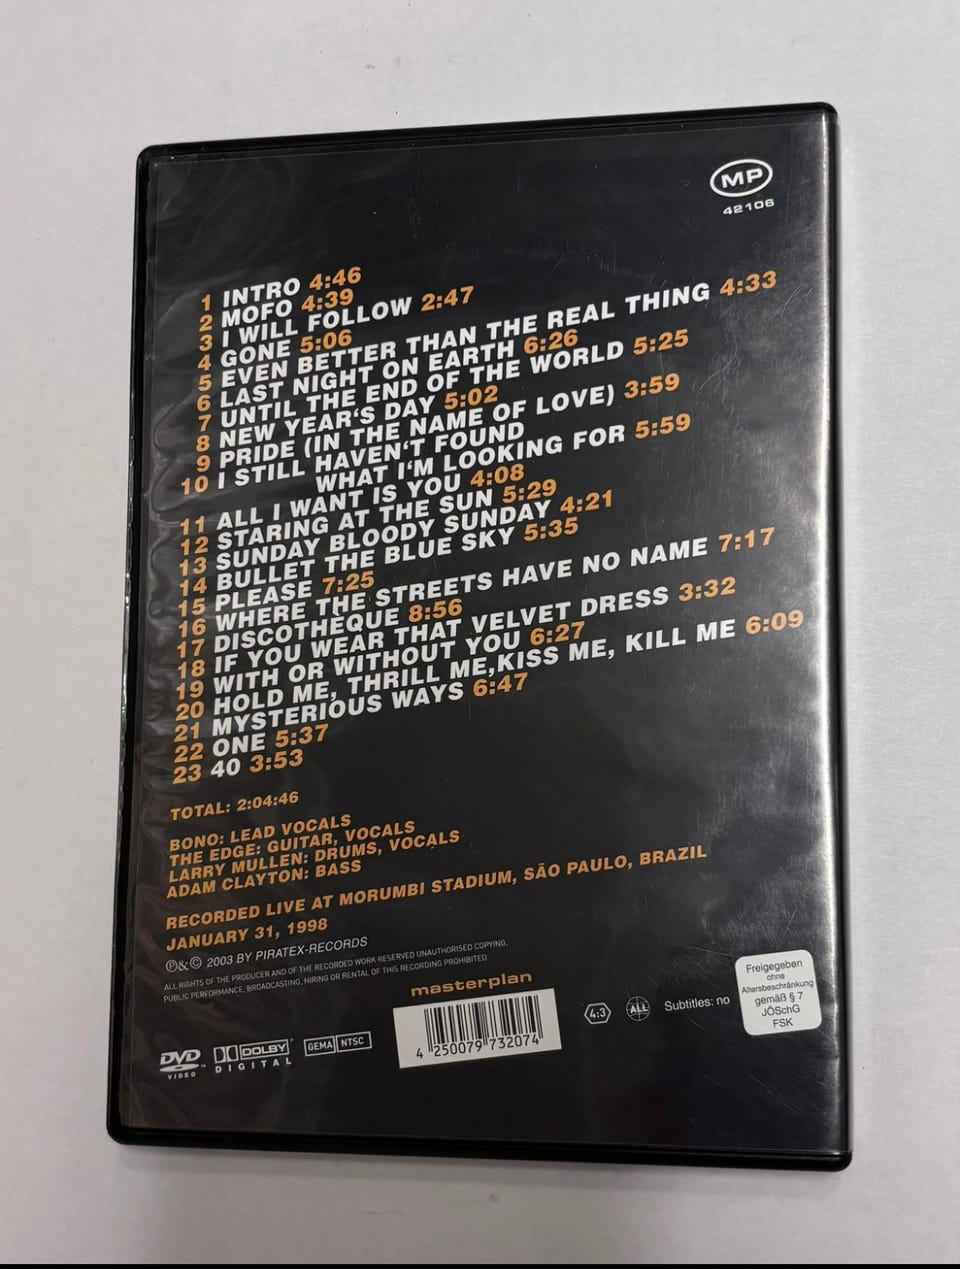 MP
42106
1 INTRO 4:46
2 MOFO 4:39
3 I WILL FOLLOW 2:47
4 GONE 5:06
5 EVEN BETTER THAN THE REAL THING 4:33
6 LAST NIGHT ON EARTH 6:26
7 UNTIL THE END OF THE WORLD 5:25
8 NEW YEAR'S DAY 5:02
9 PRIDE (IN THE NAME OF LOVE) 3:59
10 I STILL HAVEN'T FOUND
WHAT I'M LOOKING FOR 5:59
11 ALL I WANT IS YOU 4:08
12 STARING AT THE SUN 5:29
13 SUNDAY BLOODY SUNDAY 4:21
14 BULLET THE BLUE SKY 5:35
15 PLEASE 7:25
16 WHERE THE STREETS HAVE NO NAME 7:17
17 DISCOTHEQUE 8:56
18 IF YOU WEAR THAT VELVET DRESS 3:32
19 WITH OR WITHOUT YOU 6:27
20 HOLD ME, THRILL ME,KISS ME, KILL ME 6:09
21 MYSTERIOUS WAYS 6:47
22 ONE 5:37
23 40 3:53
TOTAL: 2:04:46
BONO: LEAD VOCALS
THE EDGE: GUITAR, VOCALS
LARRY MULLEN: DRUMS, VOCALS
ADAM CLAYTON: BASS
RECORDED LIVE AT MORUMBI STADIUM, SÃO PAULO, BRAZIL
JANUARY 31, 1998
℗&© 2003 BY PIRATEX-RECORDS
ALL RIGHTS OF THE PRODUCER AND OF THE RECORDED WORK RESERVED UNAUTHORISED COPYING,
PUBLIC PERFORMANCE, BROADCASTING, HIRING OR RENTAL OF THIS RECORDING PROHIBITED.
masterplan
DVD
VIDEO
DOLBY
DIGITAL
GEMA NTSC
4 250079 732074
4:3
ALL
Subtitles: no
Freigegeben
ohne
Altersbeschränkung
gemäß § 7
JÖSchG
FSK